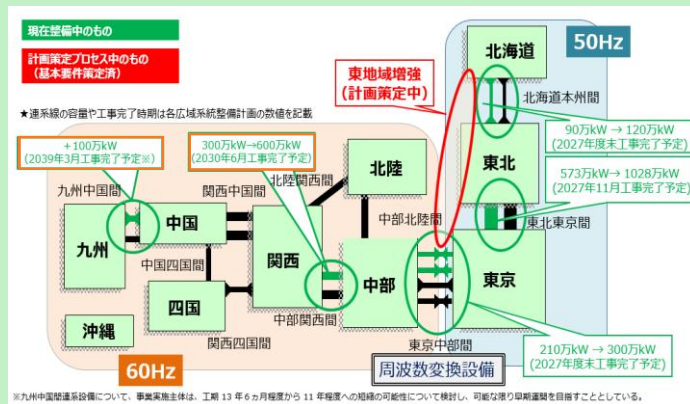 現在整備中のもの
計画策定プロセス中のもの
（基本要件策定済）
★連系線の容量や工事完了時期は各広域系統整備計画の数値を記載
50Hz
北海道
東地域増強
（計画策定中）
北海道本州間
90万kW → 120万kW
（2027年度末工事完了予定）
＋100万kW
（2039年3月工事完了予定※）
300万kW→600万kW
（2030年6月工事完了予定）
北陸
東北
573万kW → 1028万kW
（2027年11月工事完了予定）
九州中国間
関西中国間
北陸関西間
中部北陸間
東北東京間
九州
中国
関西
中部
東京
中国四国間
四国
中部関西間
沖縄
関西四国間
東京中部間
210万kW → 300万kW
（2027年度末工事完了予定）
60Hz
周波数変換設備
※九州中国間連系設備について、事業実施主体は、工期 13 年 6ヵ月程度から 11 年程度への短縮の可能性について検討し、可能な限り早期運開を目指すこととしている。